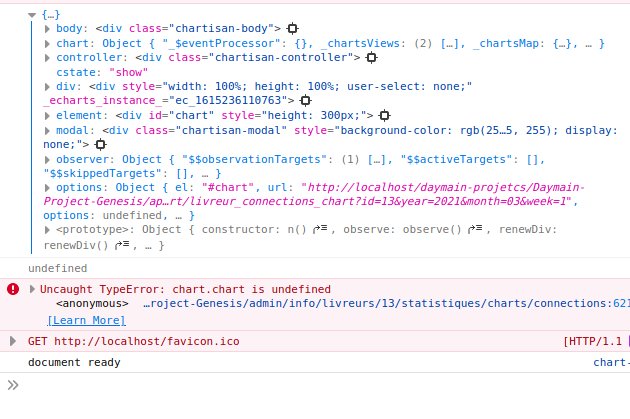 {…}
body: <div class="chartisan-body">
chart: Object { "_$eventProcessor": {}, _chartsViews: (2) […], _chartsMap: {…}, … }
controller: <div class="chartisan-controller">
cstate: "show"
div: <div style="width: 100%; height: 100%; user-select: none;"
_echarts_instance_="ec_1615236110763">
element: <div id="chart" style="height: 300px;">
modal: <div class="chartisan-modal" style="background-color: rgb(25…5, 255); display:
none;">
observer: Object { "$$observationTargets": (1) […], "$$activeTargets": [],
"$$skippedTargets": [], … }
options: Object { el: "#chart", url: "http://localhost/daymain-projetcs/Daymain-
Project-Genesis/ap…rt/livreur_connections_chart?id=13&year=2021&month=03&week=1",
options: undefined, … }
<prototype>: Object { constructor: n(), observe: observe(), renewDiv:
renewDiv(), … }
undefined
Uncaught TypeError: chart.chart is undefined
<anonymous> …roject-Genesis/admin/info/livreurs/13/statistiques/charts/connections:621
[Learn More]
GET http://localhost/favicon.ico [HTTP/1.1
document ready chart-